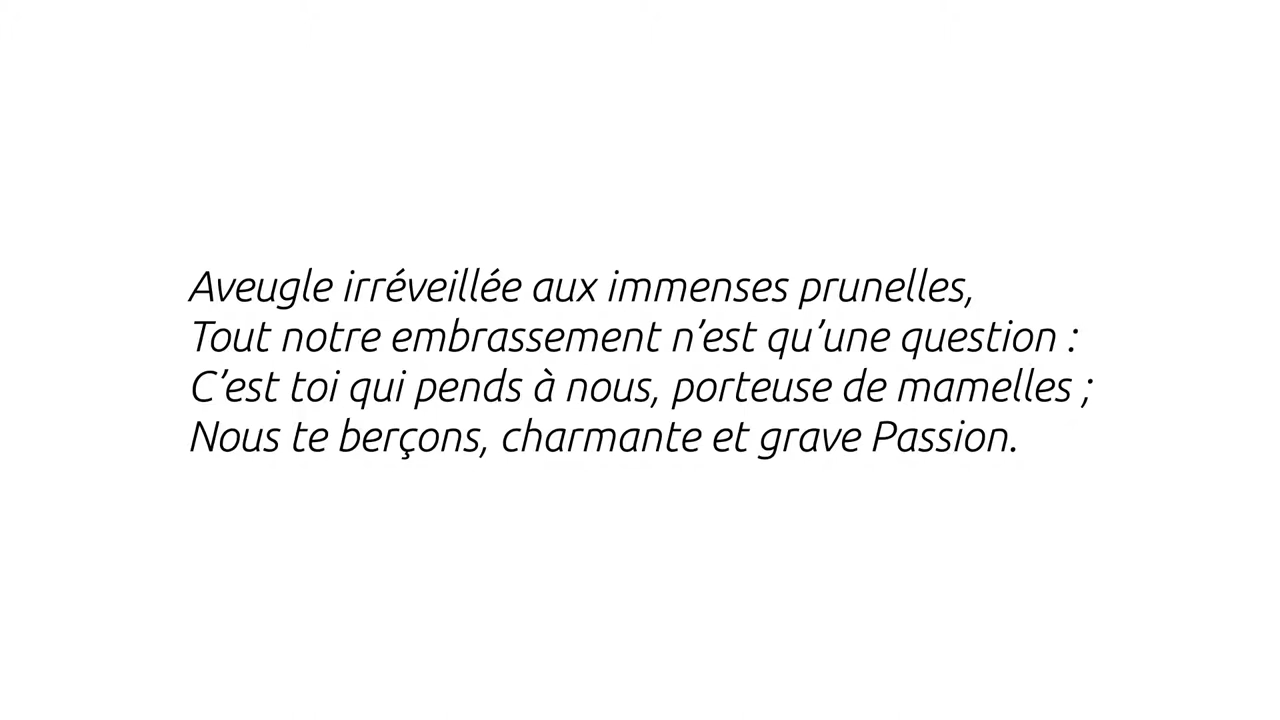 Aveugle irréveillée aux immenses prunelles,
Tout notre embrassement n’est qu’une question :
C’est toi qui pends à nous, porteuse de mamelles ;
Nous te berçons, charmante et grave Passion.